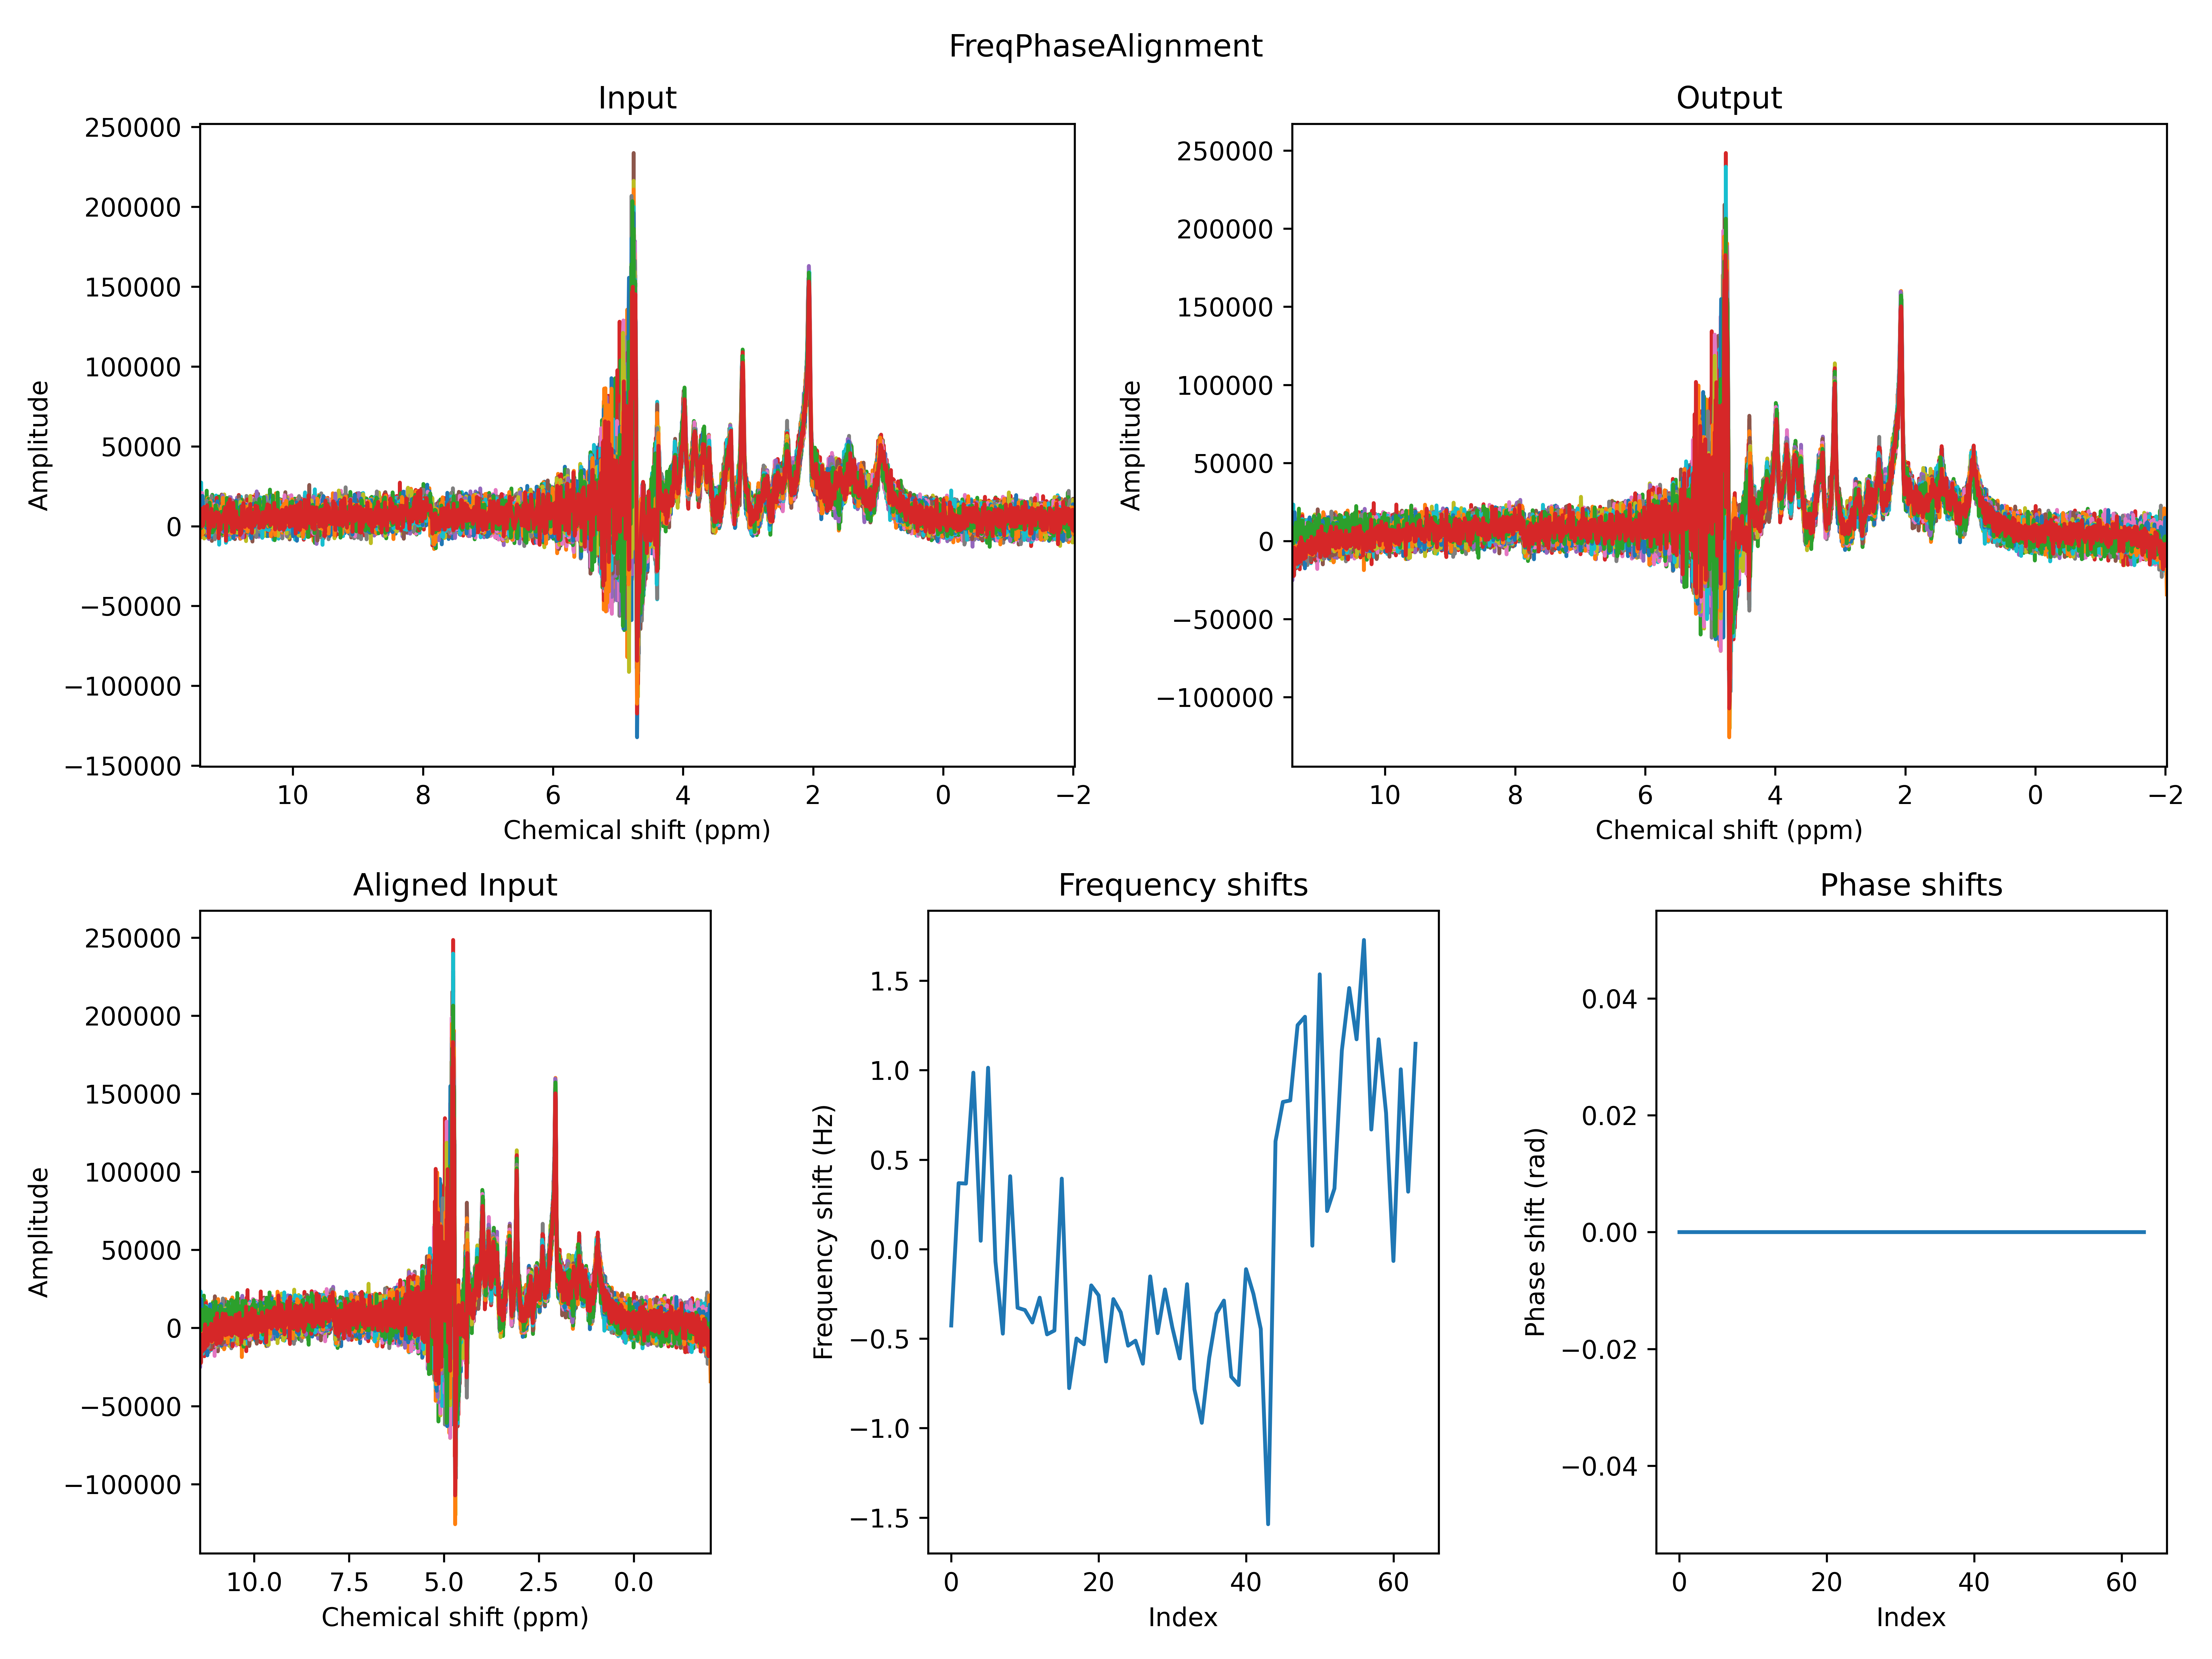 FreqPhaseAlignment
Input
Output
250000
200000
150000
100000
50000
0
−50000
−100000
−150000
Amplitude
10 8 6 4 2 0 −2
Chemical shift (ppm)
250000
200000
150000
100000
50000
0
−50000
−100000
Amplitude
10 8 6 4 2 0 −2
Chemical shift (ppm)
Aligned Input
250000
200000
150000
100000
50000
0
−50000
−100000
Amplitude
10.0 7.5 5.0 2.5 0.0
Chemical shift (ppm)
Frequency shifts
1.5
1.0
0.5
0.0
−0.5
−1.0
−1.5
Frequency shift (Hz)
0 20 40 60
Index
Phase shifts
0.04
0.02
0.00
−0.02
−0.04
Phase shift (rad)
0 20 40 60
Index